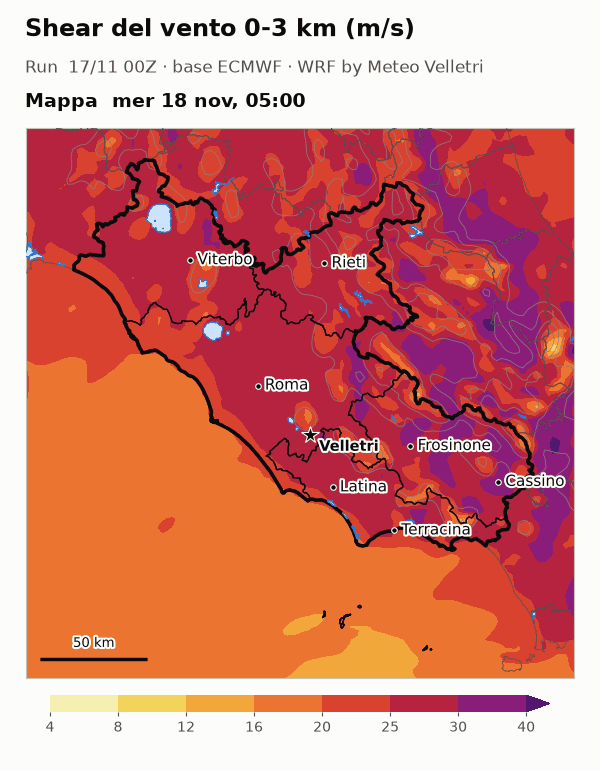 Shear del vento 0-3 km (m/s)
Run  17/11 00Z · base ECMWF · WRF by Meteo Velletri
Mappa  mer 18 nov, 05:00
Viterbo
Rieti
Roma
Velletri
Frosinone
Latina
Cassino
Terracina
50 km
4 8 12 16 20 25 30 40